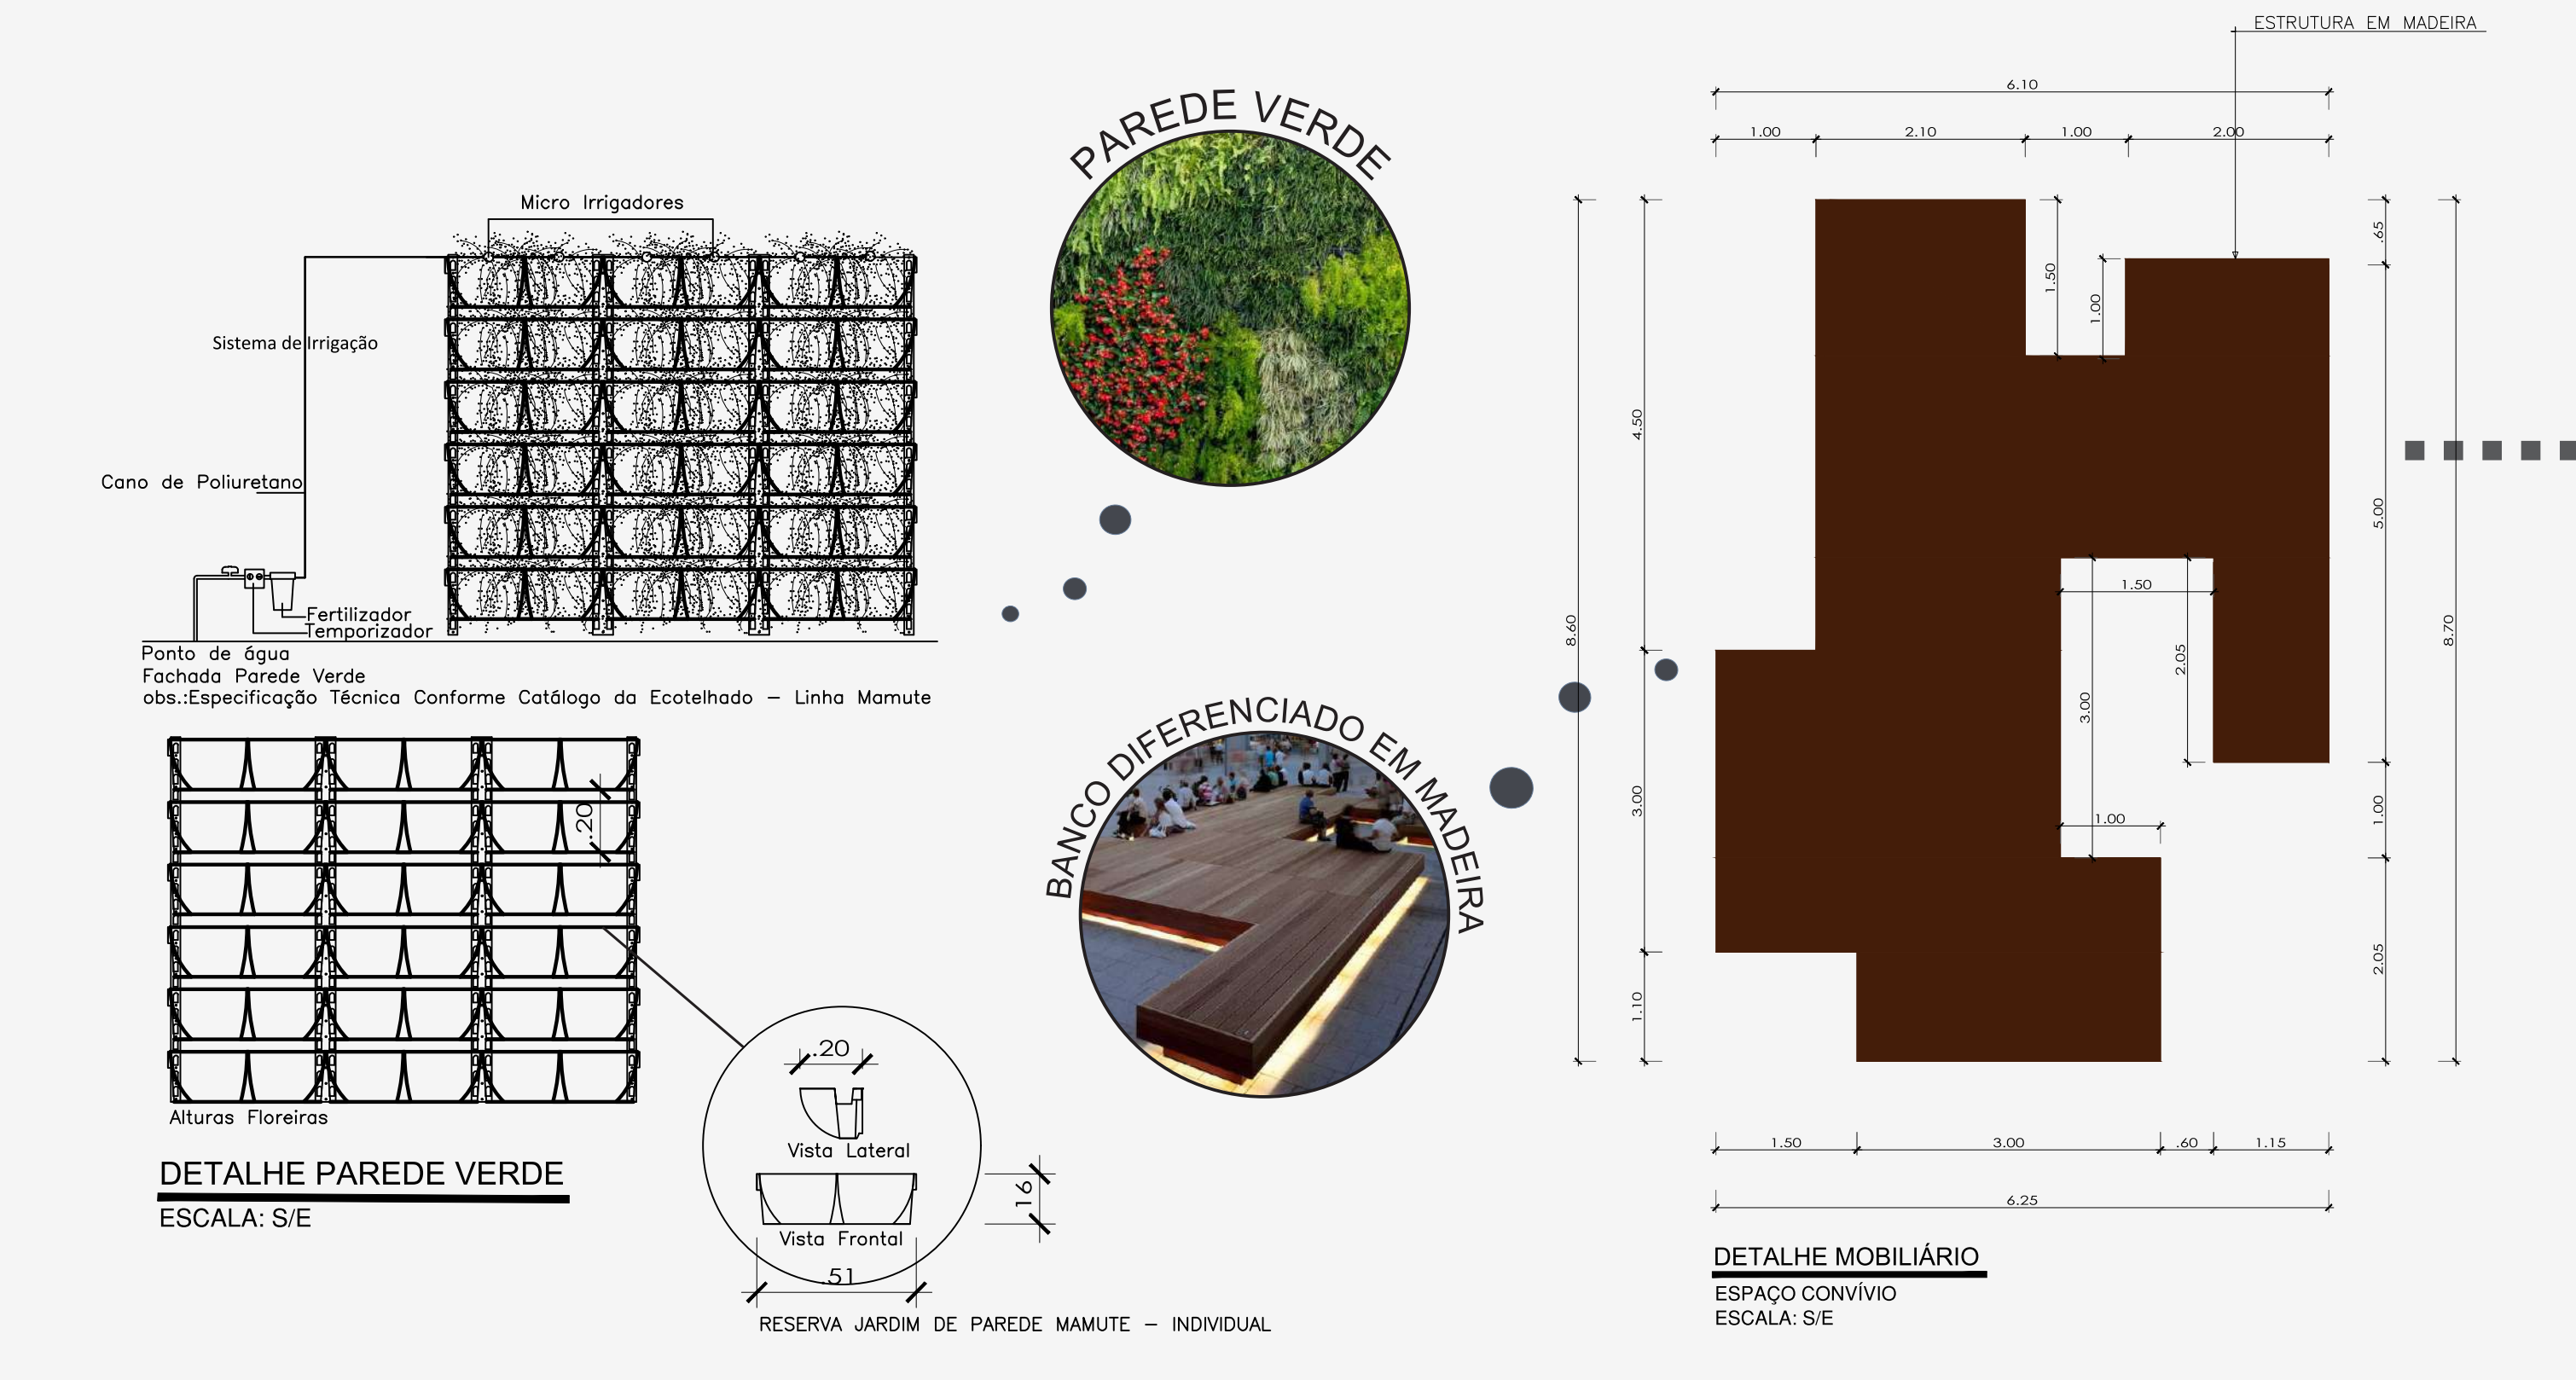 ESTRUTURA EM MADEIRA
6.10
1.00 2.10 1.00 2.00
PAREDE VERDE
Micro Irrigadores
Sistema de Irrigação
Cano de Poliuretano
Fertilizador
Temporizador
Ponto de água
Fachada Parede Verde
obs.:Especificação Técnica Conforme Catálogo da Ecotelhado – Linha Mamute
.20
Alturas Floreiras
DETALHE PAREDE VERDE
ESCALA: S/E
.20
Vista Lateral
16
Vista Frontal
.51
RESERVA JARDIM DE PAREDE MAMUTE – INDIVIDUAL
BANCO DIFERENCIADO EM MADEIRA
8.60
4.50
3.00
1.10
1.50
1.00
1.50
2.05
3.00
1.00
.65
5.00
1.00
2.05
8.70
1.50 3.00 .60 1.15
6.25
DETALHE MOBILIÁRIO
ESPAÇO CONVÍVIO
ESCALA: S/E